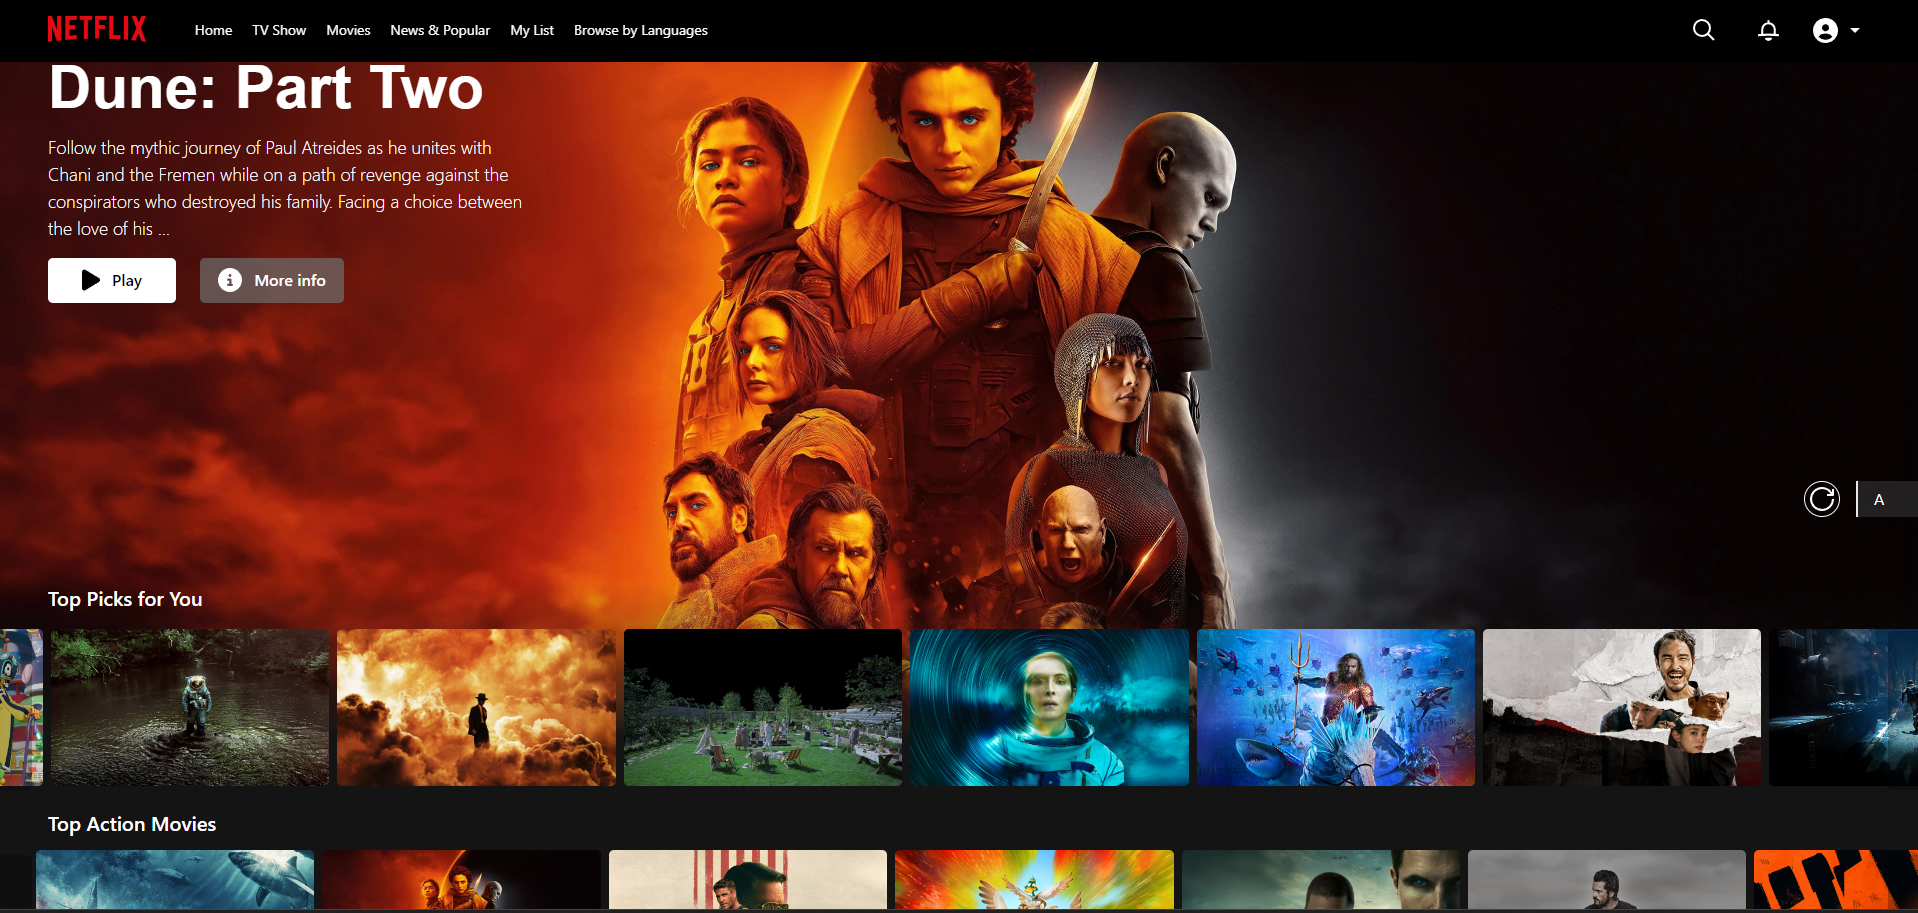 NETFLIX
Home
TV Show
Movies
News & Popular
My List
Browse by Languages
Dune: Part Two
Follow the mythic journey of Paul Atreides as he unites with
Chani and the Fremen while on a path of revenge against the
conspirators who destroyed his family. Facing a choice between
the love of his ...
Play
More info
A
Top Picks for You
Top Action Movies